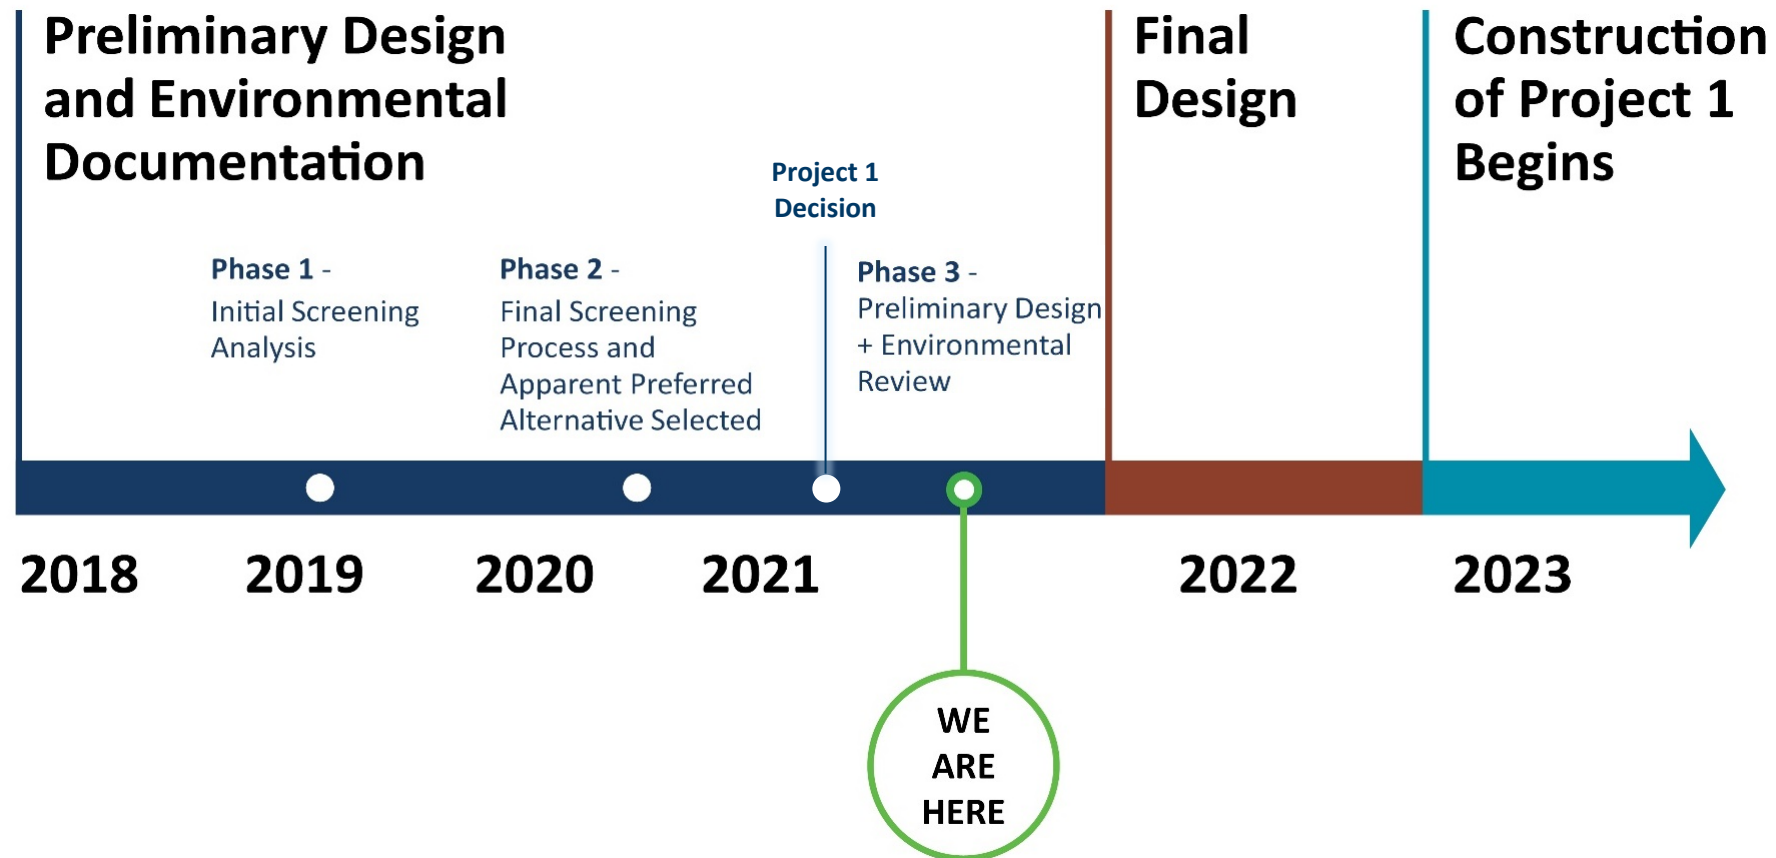 Preliminary Design
and Environmental
Documentation
Final
Design
Construction
of Project 1
Begins
Project 1
Decision
Phase 1 -
Initial Screening
Analysis
Phase 2 -
Final Screening
Process and
Apparent Preferred
Alternative Selected
Phase 3 -
Preliminary Design
+ Environmental
Review
2018
2019
2020
2021
2022
2023
WE
ARE
HERE